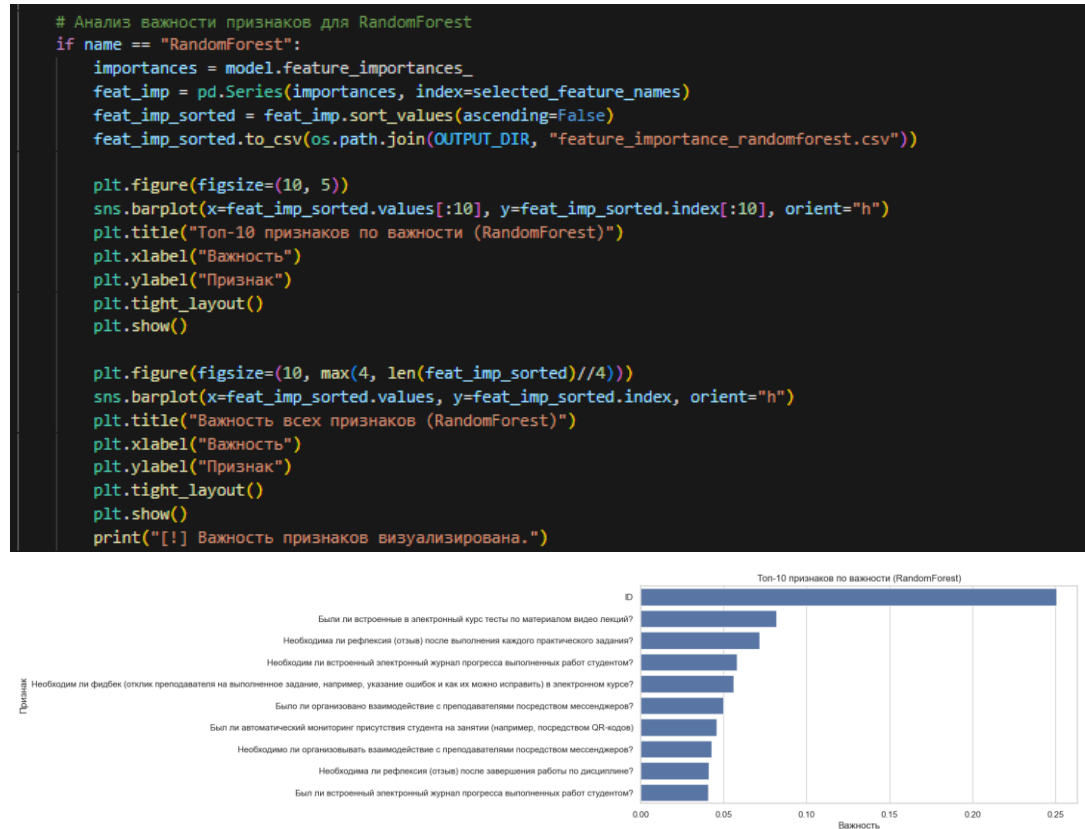 # Анализ важности признаков для RandomForest
if name == "RandomForest":
    importances = model.feature_importances_
    feat_imp = pd.Series(importances, index=selected_feature_names)
    feat_imp_sorted = feat_imp.sort_values(ascending=False)
    feat_imp_sorted.to_csv(os.path.join(OUTPUT_DIR, "feature_importance_randomforest.csv"))

    plt.figure(figsize=(10, 5))
    sns.barplot(x=feat_imp_sorted.values[:10], y=feat_imp_sorted.index[:10], orient="h")
    plt.title("Топ-10 признаков по важности (RandomForest)")
    plt.xlabel("Важность")
    plt.ylabel("Признак")
    plt.tight_layout()
    plt.show()

    plt.figure(figsize=(10, max(4, len(feat_imp_sorted)//4)))
    sns.barplot(x=feat_imp_sorted.values, y=feat_imp_sorted.index, orient="h")
    plt.title("Важность всех признаков (RandomForest)")
    plt.xlabel("Важность")
    plt.ylabel("Признак")
    plt.tight_layout()
    plt.show()
    print("[!] Важность признаков визуализирована.")
Топ-10 признаков по важности (RandomForest)
Признак
ID
Были ли встроенные в электронный курс тесты по материалом видео лекций?
Необходима ли рефлексия (отзыв) после выполнения каждого практического задания?
Необходим ли встроенный электронный журнал прогресса выполненных работ студентом?
Необходим ли фидбек (отклик преподавателя на выполненное задание, например, указание ошибок и как их можно исправить) в электронном курсе?
Было ли организовано взаимодействие с преподавателями посредством мессенджеров?
Был ли автоматический мониторинг присутствия студента на занятии (например, посредством QR-кодов)
Необходимо ли организовывать взаимодействие с преподавателями посредством мессенджеров?
Необходима ли рефлексия (отзыв) после завершения работы по дисциплине?
Был ли встроенный электронный журнал прогресса выполненных работ студентом?
0.00 0.05 0.10 0.15 0.20 0.25
Важность